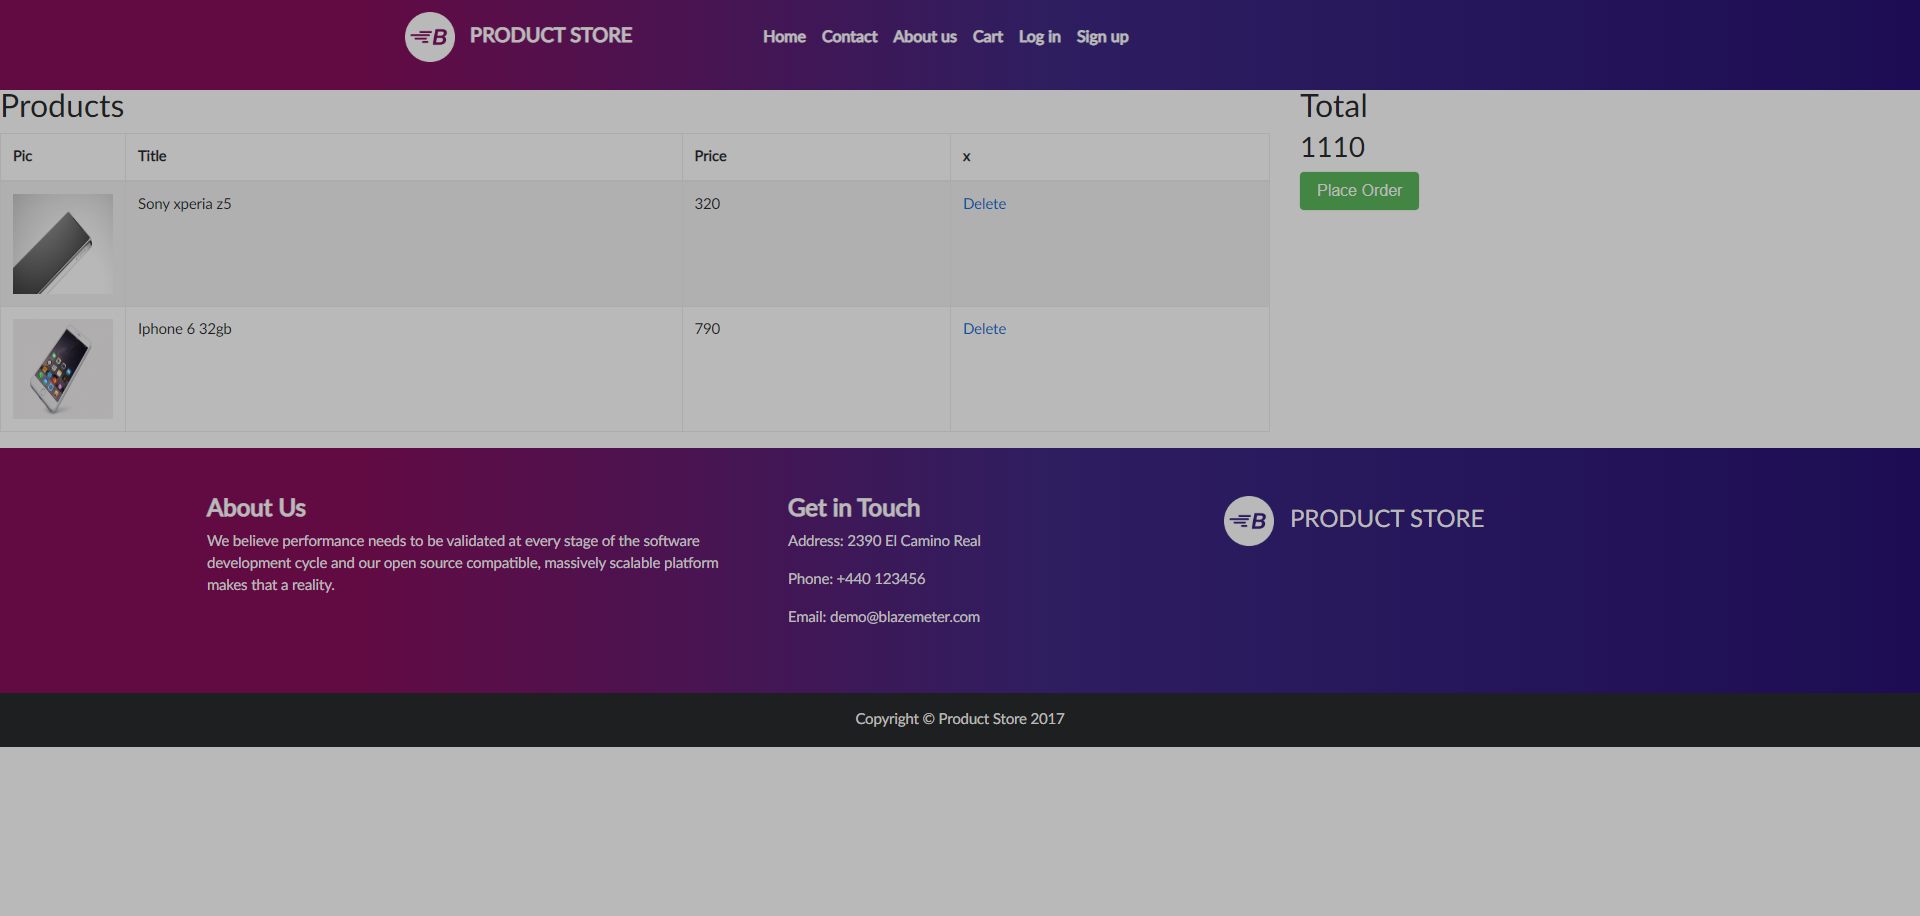 B PRODUCT STORE
Home Contact About us Cart Log in Sign up
Products
Pic Title Price x
Sony xperia z5 320 Delete
Iphone 6 32gb 790 Delete
Total
1110
Place Order
About Us
We believe performance needs to be validated at every stage of the software
development cycle and our open source compatible, massively scalable platform
makes that a reality.
Get in Touch
Address: 2390 El Camino Real
Phone: +440 123456
Email: demo@blazemeter.com
B PRODUCT STORE
Copyright © Product Store 2017